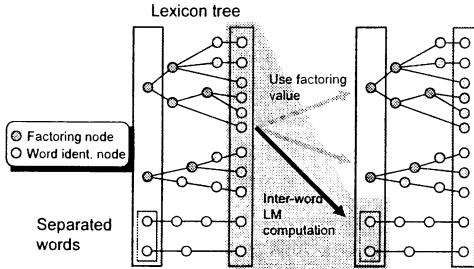 Lexicon tree
Use factoring
value
Factoring node
Word ident. node
Inter-word
LM
computation
Separated
words